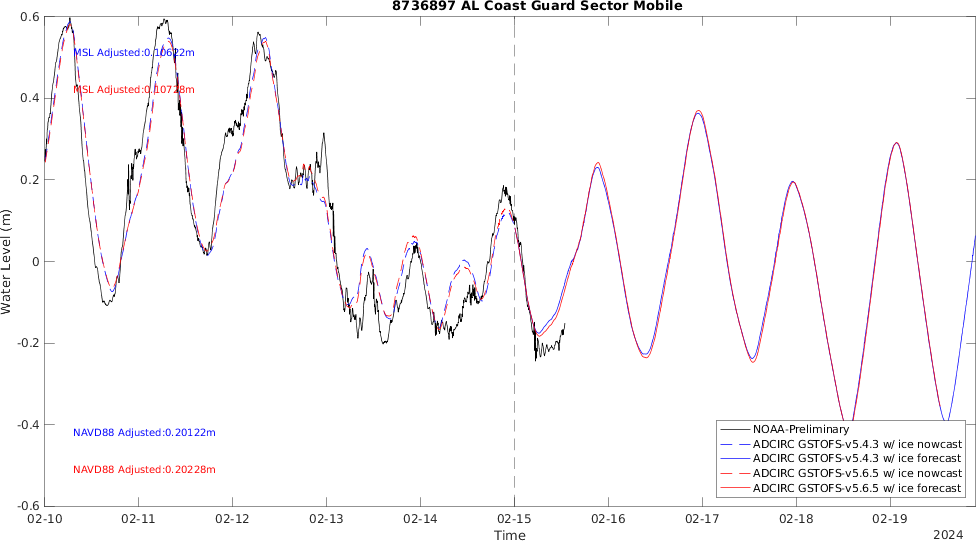 8736897 AL Coast Guard Sector Mobile
0.6
0.4
0.2
0
-0.2
-0.4
-0.6
Water Level (m)
MSL Adjusted:0.10622m
MSL Adjusted:0.10728m
NAVD88 Adjusted:0.20122m
NAVD88 Adjusted:0.20228m
NOAA-Preliminary
ADCIRC GSTOFS-v5.4.3 w/ ice nowcast
ADCIRC GSTOFS-v5.4.3 w/ ice forecast
ADCIRC GSTOFS-v5.6.5 w/ ice nowcast
ADCIRC GSTOFS-v5.6.5 w/ ice forecast
02-10 02-11 02-12 02-13 02-14 02-15 02-16 02-17 02-18 02-19
Time
2024